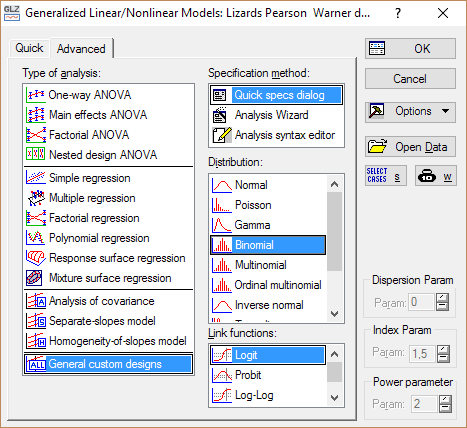 GLZ Generalized Linear/Nonlinear Models: Lizards Pearson Warner d...
Quick Advanced
Type of analysis:
One-way ANOVA
Main effects ANOVA
Factorial ANOVA
Nested design ANOVA
Simple regression
Multiple regression
Factorial regression
Polynomial regression
Response surface regression
Mixture surface regression
Analysis of covariance
Separate-slopes model
Homogeneity-of-slopes model
ALL General custom designs
Specification method:
Quick specs dialog
Analysis Wizard
Analysis syntax editor
Distribution:
Normal
Poisson
Gamma
Binomial
Multinomial
Ordinal multinomial
Inverse normal
Link functions:
Logit
Probit
Log-Log
OK
Cancel
Options
Open Data
SELECT CASES S
W
Dispersion Param
Param: 0
Index Param
Param: 1,5
Power parameter
Param: 2